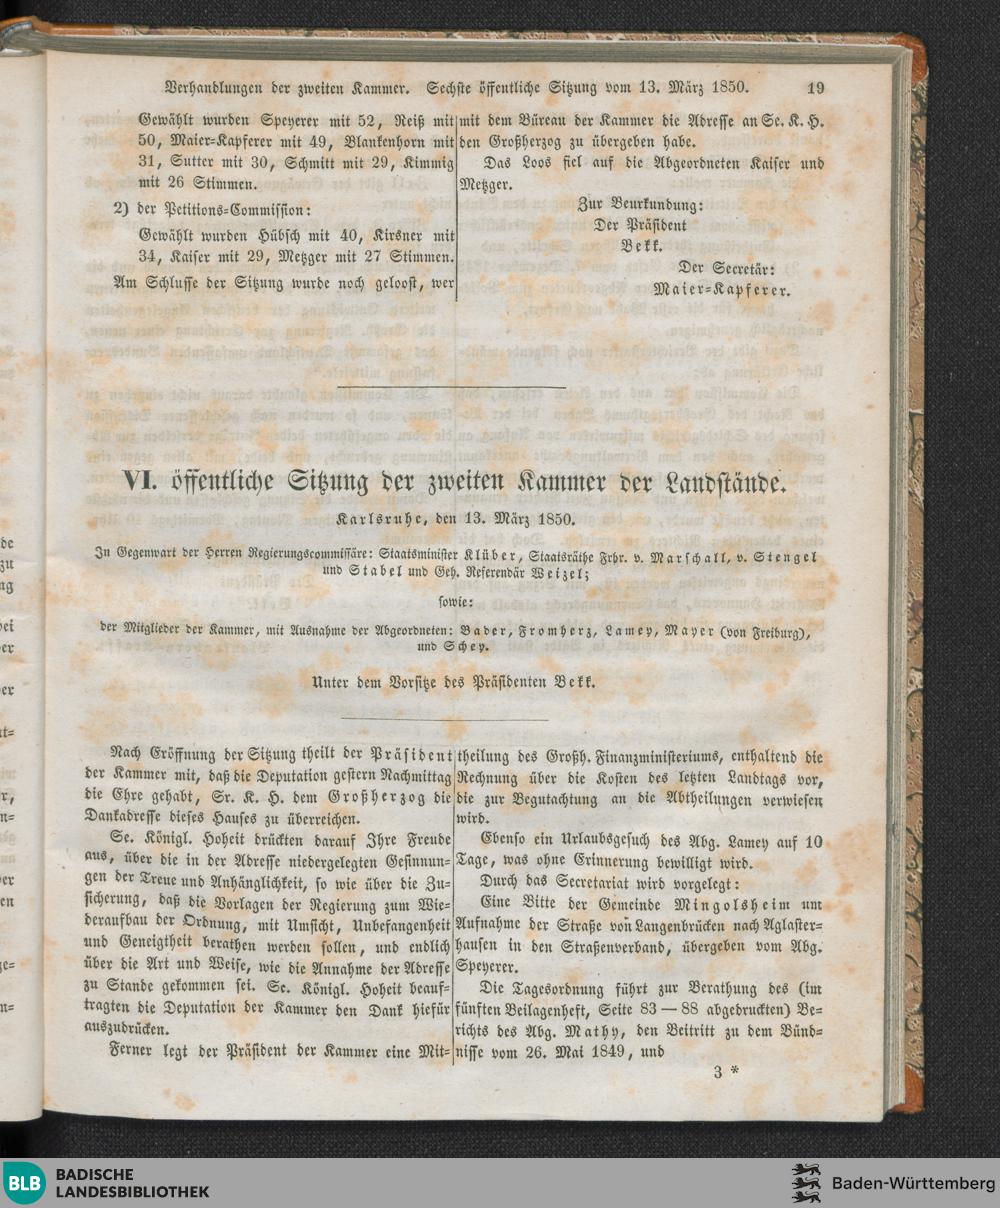 Verhandlungen der zweiten Kammer. Sechste öffentliche Sitzung vom 13. März 1850. 19
Gewählt wurden Speyerer mit 52, Reiß mit
50, Maier-Kapferer mit 49, Blankenhorn mit
31, Sutter mit 30, Schmitt mit 29, Kimmig
mit 26 Stimmen.
2) der Petitions-Commission:
Gewählt wurden Hübsch mit 40, Kirsner mit
34, Kaiser mit 29, Metzger mit 27 Stimmen.
Am Schlusse der Sitzung wurde noch geloost, wer
mit dem Büreau der Kammer die Adresse an Se. K. H.
den Großherzog zu übergeben habe.
Das Loos fiel auf die Abgeordneten Kaiser und
Metzger.
Zur Beurkundung:
Der Präsident
Bekk.
Der Secretär:
Maier-Kapferer.
VI. öffentliche Sitzung der zweiten Kammer der Landstände.
Karlsruhe, den 13. März 1850.
In Gegenwart der Herren Regierungscommissäre: Staatsminister Klüber, Staatsräthe Frhr. v. Marschall, v. Stengel
und Stabel und Geh. Referendär Weizel;
sowie:
der Mitglieder der Kammer, mit Ausnahme der Abgeordneten: Bader, Fromherz, Lamey, Mayer (von Freiburg),
und Schey.
Unter dem Vorsitze des Präsidenten Bekk.
Nach Eröffnung der Sitzung theilt der Präsident
der Kammer mit, daß die Deputation gestern Nachmittag
die Ehre gehabt, Sr. K. H. dem Großherzog die
Dankadresse dieses Hauses zu überreichen.
Se. Königl. Hoheit drückten darauf Ihre Freude
aus, über die in der Adresse niedergelegten Gesinnun-
gen der Treue und Anhänglichkeit, so wie über die Zu-
sicherung, daß die Vorlagen der Regierung zum Wie-
deraufbau der Ordnung, mit Umsicht, Unbefangenheit
und Geneigtheit berathen werden sollen, und endlich
über die Art und Weise, wie die Annahme der Adresse
zu Stande gekommen sei. Se. Königl. Hoheit beauf-
tragten die Deputation der Kammer den Dank hiefür
auszudrücken.
Ferner legt der Präsident der Kammer eine Mit-
theilung des Großh. Finanzministeriums, enthaltend die
Rechnung über die Kosten des letzten Landtags vor,
die zur Begutachtung an die Abtheilungen verwiesen
wird.
Ebenso ein Urlaubsgesuch des Abg. Lamey auf 10
Tage, was ohne Erinnerung bewilligt wird.
Durch das Secretariat wird vorgelegt:
Eine Bitte der Gemeinde Mingolsheim um
Aufnahme der Straße von Langenbrücken nach Aglaster-
hausen in den Straßenverband, übergeben vom Abg.
Speyerer.
Die Tagesordnung führt zur Berathung des (im
fünften Beilagenheft, Seite 83 — 88 abgedruckten) Be-
richts des Abg. Mathy, den Beitritt zu dem Bünd-
nisse vom 26. Mai 1849, und
3 *
BLB BADISCHE
LANDESBIBLIOTHEK
Baden-Württemberg